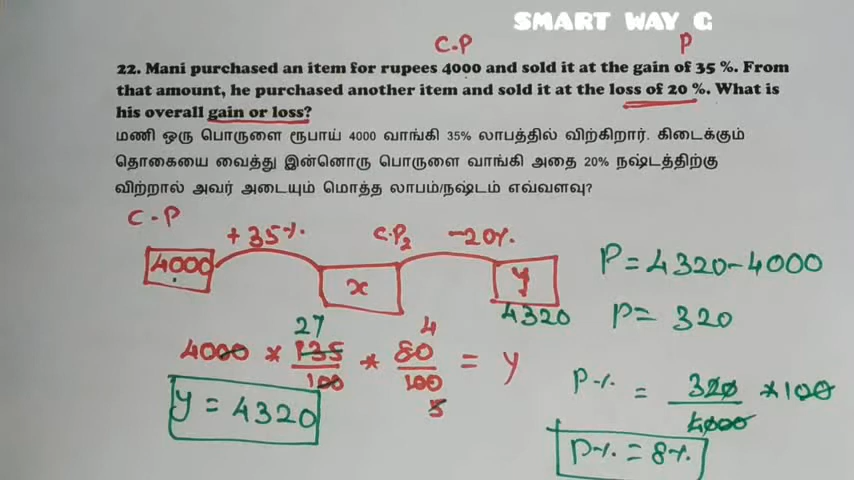 SMART WAY G
C.P P
22. Mani purchased an item for rupees 4000 and sold it at the gain of 35 %. From
that amount, he purchased another item and sold it at the loss of 20 %. What is
his overall gain or loss?
மணி ஒரு பொருளை ரூபாய் 4000 வாங்கி 35% லாபத்தில் விற்கிறார். கிடைக்கும்
தொகையை வைத்து இன்னொரு பொருளை வாங்கி அதை 20% நஷ்டத்திற்கு
விற்றால் அவர் அடையும் மொத்த லாபம்/நஷ்டம் எவ்வளவு?
C.P
+35% C.P₂ -20%
4000 x y
4320
P = 4320-4000
P = 320
27 4
4000 * 135/100 * 80/100 = y
5
y = 4320
P% = 320/4000 *100
P% = 8%